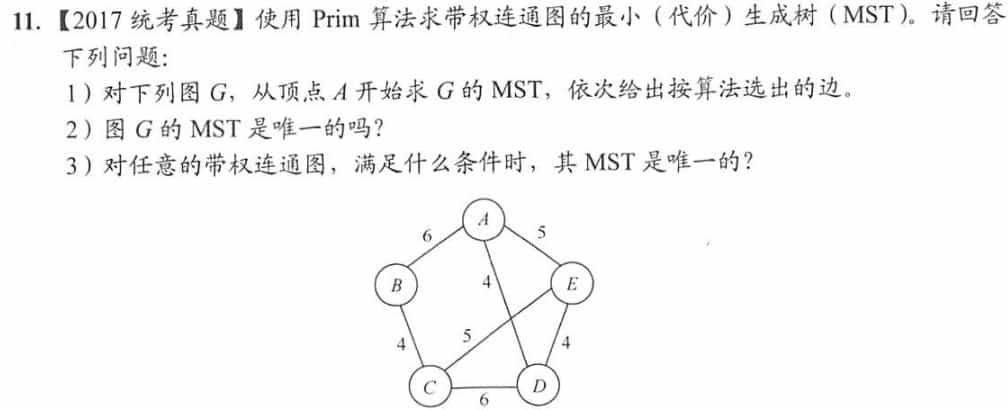 11.【2017 统考真题】使用 Prim 算法求带权连通图的最小（代价）生成树（MST）。请回答
下列问题：
1）对下列图 G，从顶点 A 开始求 G 的 MST，依次给出按算法选出的边。
2）图 G 的 MST 是唯一的吗？
3）对任意的带权连通图，满足什么条件时，其 MST 是唯一的？
A
6
5
B
4
E
5
4
4
C
D
6